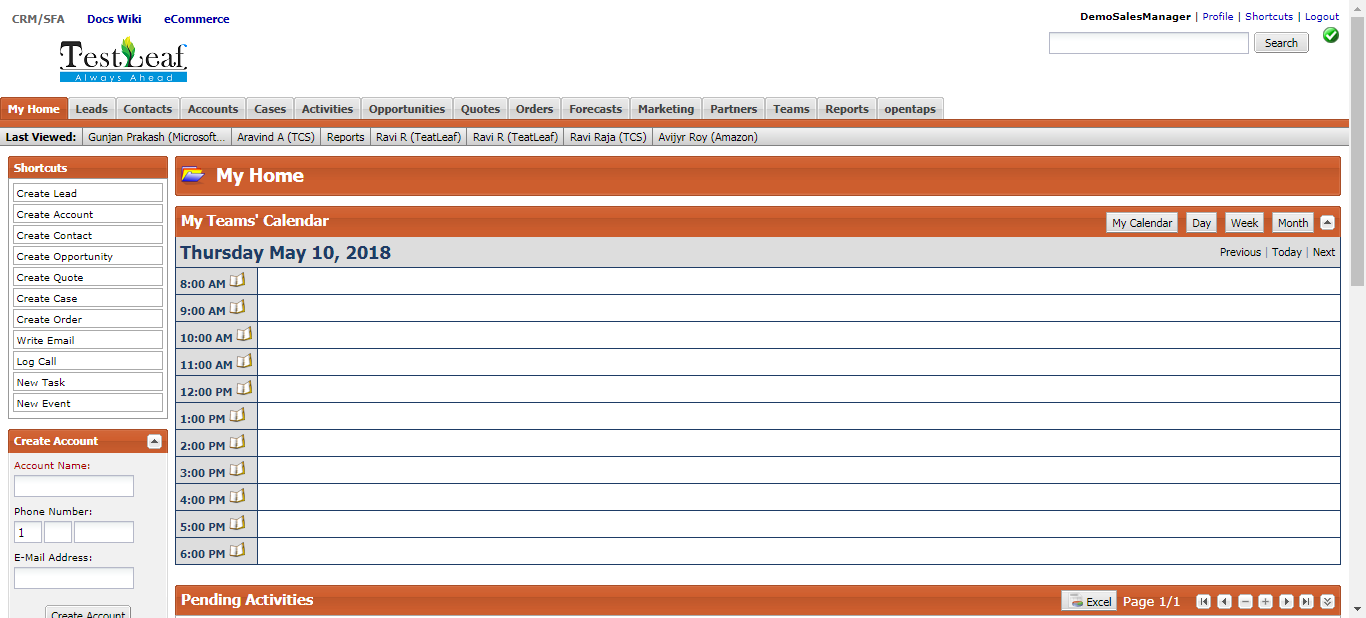 CRM/SFA Docs Wiki eCommerce
DemoSalesManager | Profile | Shortcuts | Logout
Search
TestLeaf
Always Ahead
My Home Leads Contacts Accounts Cases Activities Opportunities Quotes Orders Forecasts Marketing Partners Teams Reports opentaps
Last Viewed: Gunjan Prakash (Microsoft... Aravind A (TCS) Reports Ravi R (TeatLeaf) Ravi R (TeatLeaf) Ravi Raja (TCS) Avijyr Roy (Amazon)
Shortcuts
Create Lead
Create Account
Create Contact
Create Opportunity
Create Quote
Create Case
Create Order
Write Email
Log Call
New Task
New Event
Create Account
Account Name:
Phone Number:
1
E-Mail Address:
Create Account
My Home
My Teams' Calendar My Calendar Day Week Month
Thursday May 10, 2018 Previous | Today | Next
8:00 AM
9:00 AM
10:00 AM
11:00 AM
12:00 PM
1:00 PM
2:00 PM
3:00 PM
4:00 PM
5:00 PM
6:00 PM
Pending Activities Excel Page 1/1